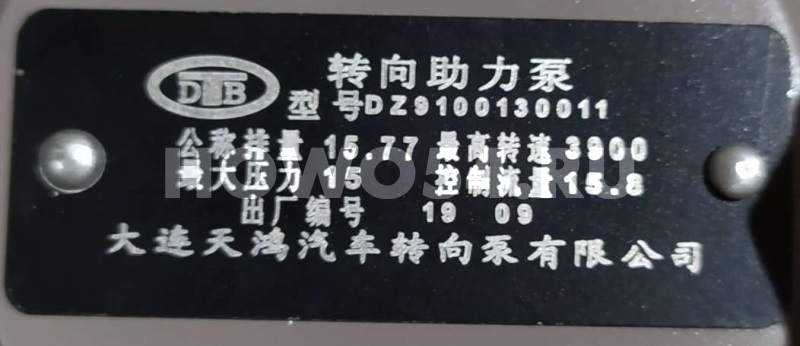 转向助力泵
DTB
型号DZ9100130011
公称排量 15.77 最高转速 3900
最大压力 15 控制流量 15.8
出厂编号 19 09
大连天鸿汽车转向泵有限公司